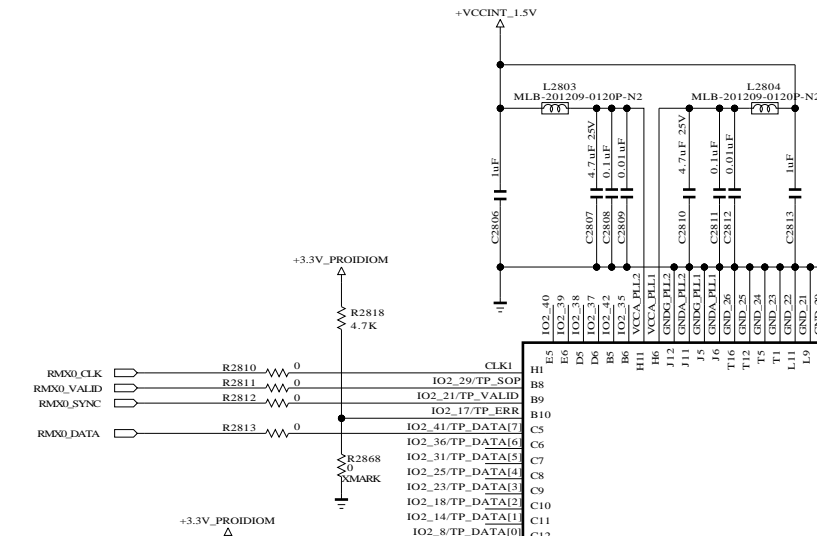 +VCCINT_1.5V
L2803
MLB-201209-0120P-N2
L2804
MLB-201209-0120P-N2
1uF
C2806
4.7uF 25V
C2807
0.1uF
C2808
0.01uF
C2809
4.7uF 25V
C2810
0.1uF
C2811
0.01uF
C2812
1uF
C2813
+3.3V_PROIDIOM
R2818
4.7K
IO2_40
IO2_39
IO2_38
IO2_37
IO2_42
IO2_35
VCCA_PLL2
VCCA_PLL1
GNDG_PLL2
GNDA_PLL2
GNDG_PLL1
GNDA_PLL1
GND_26
GND_25
GND_24
GND_23
GND_22
GND_21
E5
E6
D5
D6
B5
B6
H11
H6
J12
J11
J5
J6
T16
T12
T5
T1
L11
L9
RMX0_CLK R2810 0 CLK1 H1
RMX0_VALID R2811 0 IO2_29/TP_SOP B8
RMX0_SYNC R2812 0 IO2_21/TP_VALID B9
IO2_17/TP_ERR B10
RMX0_DATA R2813 0 IO2_41/TP_DATA[7] C5
IO2_36/TP_DATA[6] C6
R2868
0
XMARK
IO2_31/TP_DATA[5] C7
IO2_25/TP_DATA[4] C8
IO2_23/TP_DATA[3] C9
IO2_18/TP_DATA[2] C10
IO2_14/TP_DATA[1] C11
+3.3V_PROIDIOM
IO2_8/TP_DATA[0] C12